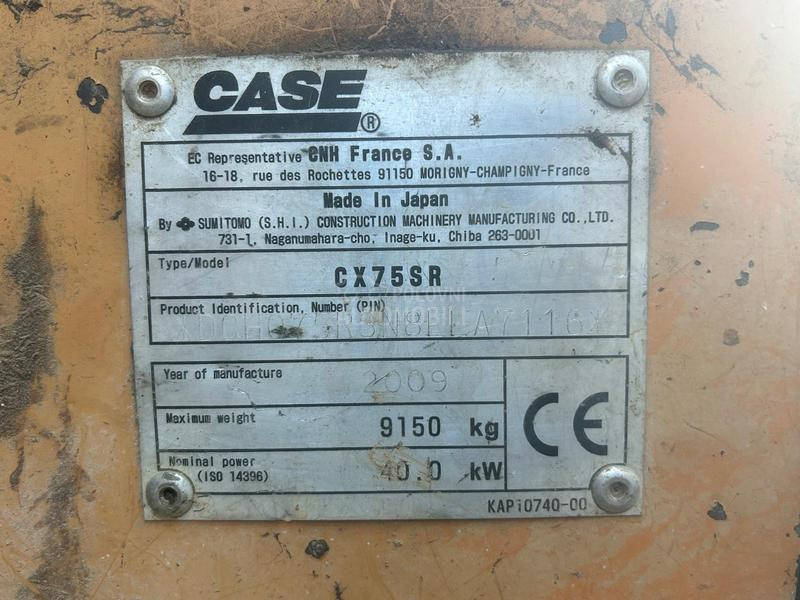 CASE®
EC Representative CNH France S.A.
16-18, rue des Rochettes 91150 MORIGNY-CHAMPIGNY-France
Made In Japan
By SUMITOMO (S.H.I.) CONSTRUCTION MACHINERY MANUFACTURING CO.,LTD.
731-1, Naganumahara-cho, Inage-ku, Chiba 263-0001
Type/Model
CX75SR
Product Identification, Number (PIN)
Year of manufacture 2009
Maximum weight 9150 kg
Nominal power 40.0 kW
(ISO 14396)
CE
KAP10740-00